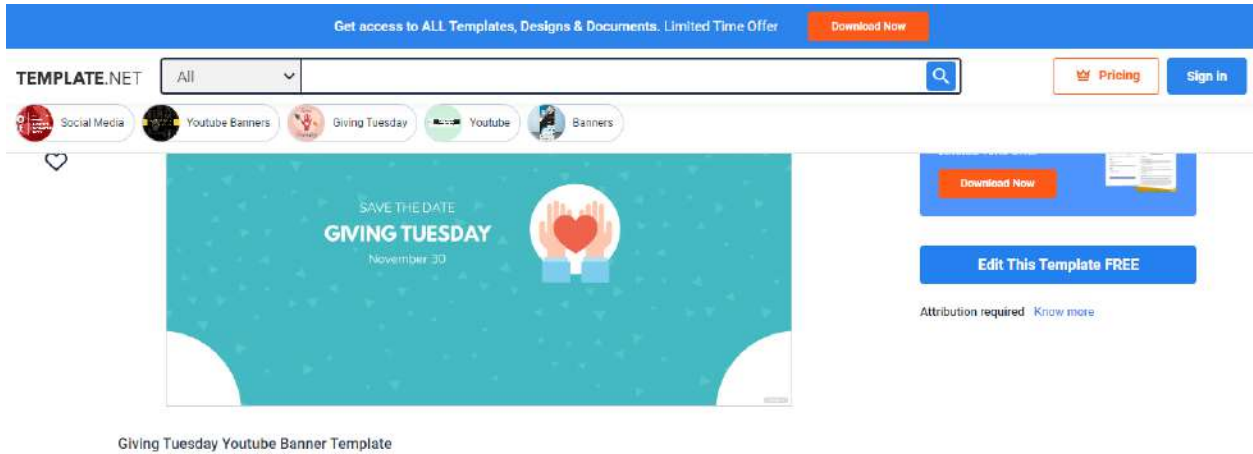 Get access to ALL Templates, Designs & Documents. Limited Time Offer
Download Now
TEMPLATE.NET
All
Pricing
Sign in
Social Media
Youtube Banners
Giving Tuesday
Youtube
Banners
Download Now
SAVE THE DATE
GIVING TUESDAY
November 30
Edit This Template FREE
Attribution required Know more
Giving Tuesday Youtube Banner Template